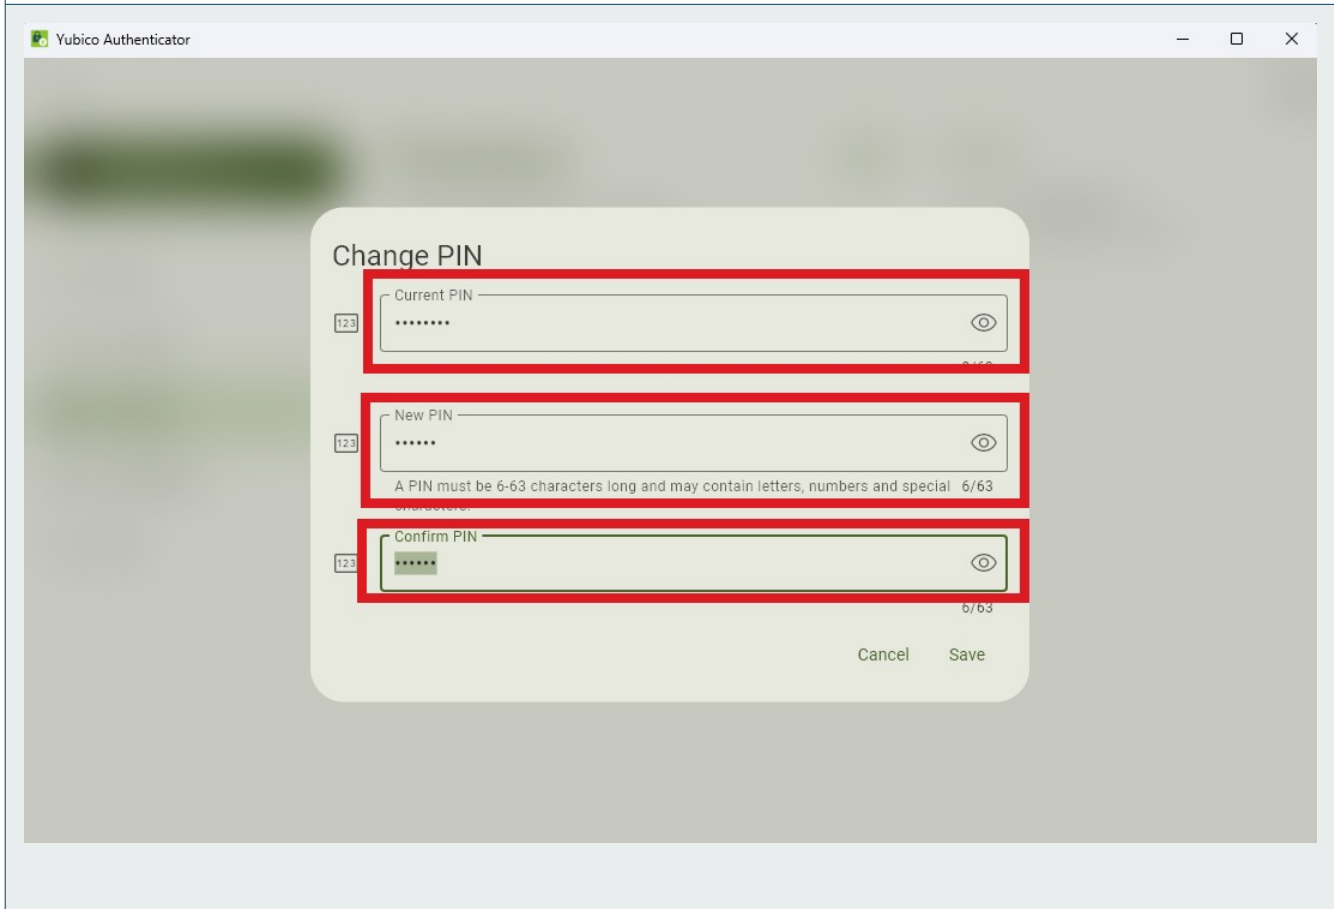 Yubico Authenticator
Change PIN
Current PIN
••••••••
123
New PIN
••••••
123
A PIN must be 6-63 characters long and may contain letters, numbers and special 6/63
characters.
Confirm PIN
••••••
123
6/63
Cancel Save